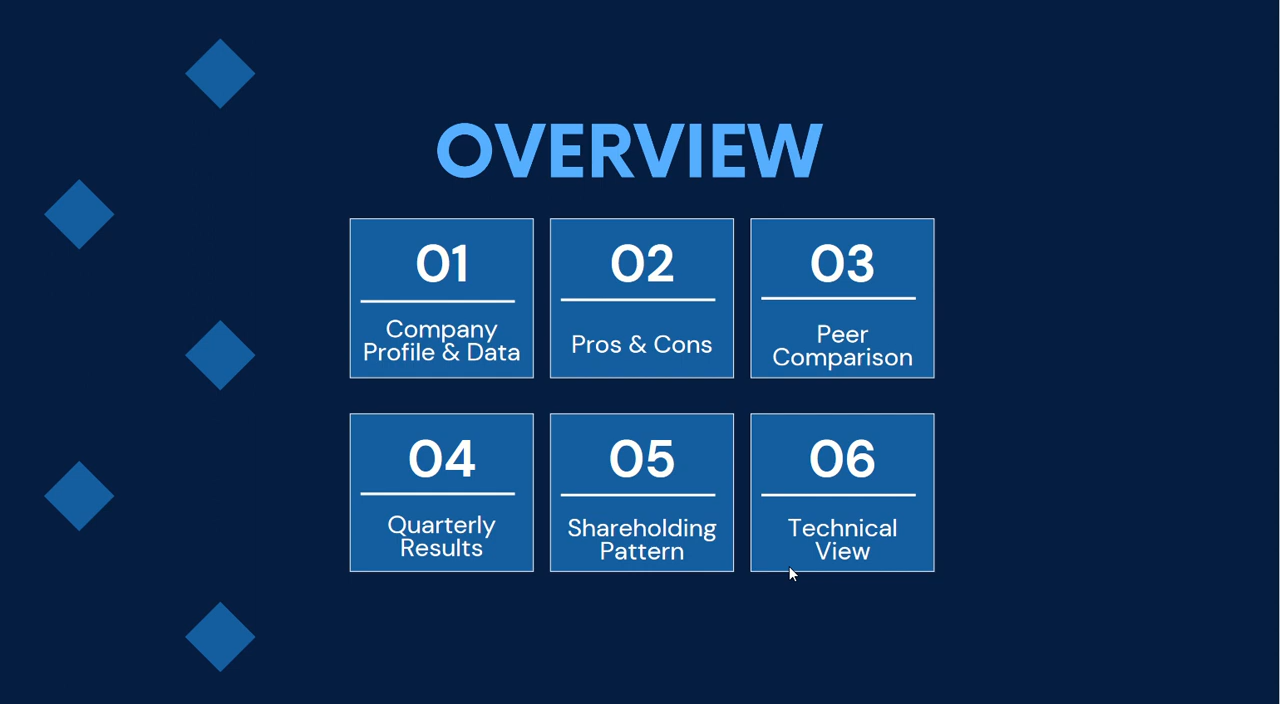 OVERVIEW
01
Company
Profile & Data
02
Pros & Cons
03
Peer
Comparison
04
Quarterly
Results
05
Shareholding
Pattern
06
Technical
View